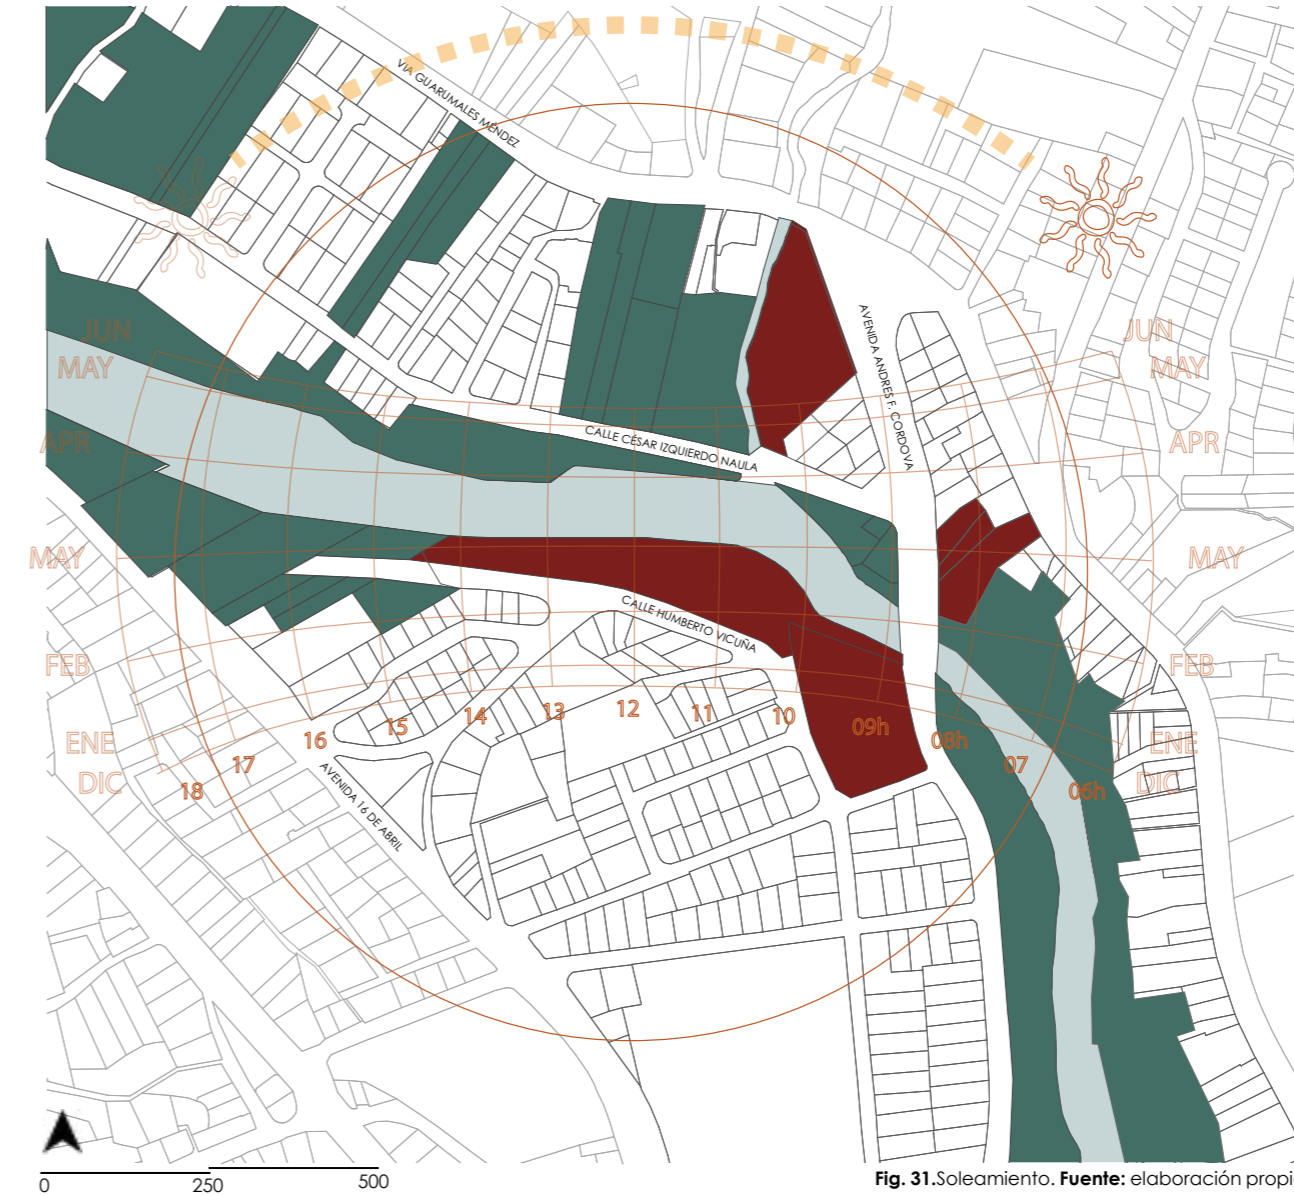 VIA GUARUMALES MÉNDEZ
AVENIDA ANDRES F. CORDOVA
JUN
JUN
MAY
MAY
CALLE CÉSAR IZQUIERDO NAULA
APR
APR
MAY
MAY
CALLE HUMBERTO VICUÑA
FEB
FEB
ENE
DIC
18
17
16
15
14
13
12
11
10
09h
08h
07
06h
ENE
DIC
AVENIDA 16 DE ABRIL
0
250
500
Fig. 31.Soleamiento. Fuente: elaboración propi